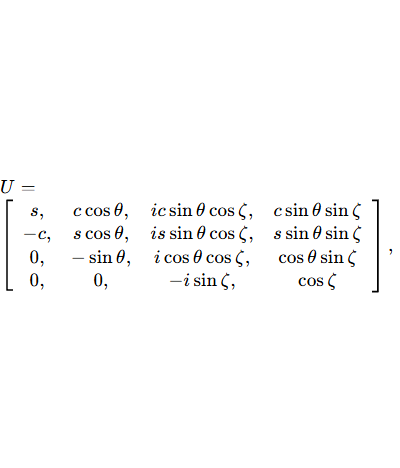 U =
[ s, c cos θ, ic sin θ cos ζ, c sin θ sin ζ
−c, s cos θ, is sin θ cos ζ, s sin θ sin ζ
0, − sin θ, i cos θ cos ζ, cos θ sin ζ
0, 0, −i sin ζ, cos ζ ] ,